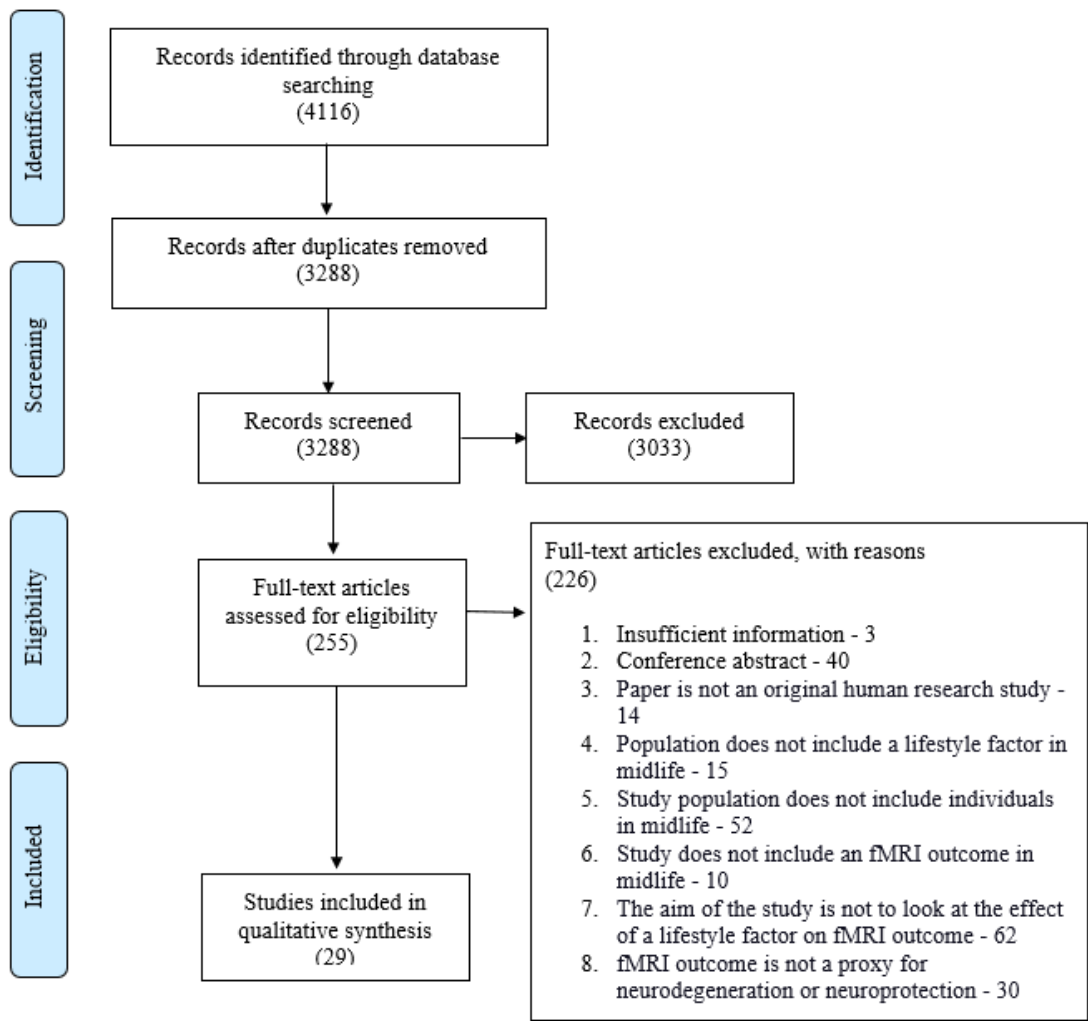 Identification
Records identified through database
searching
(4116)
Records after duplicates removed
(3288)
Screening
Records screened
(3288)
Records excluded
(3033)
Eligibility
Full-text articles
assessed for eligibility
(255)
Full-text articles excluded, with reasons
(226)
1. Insufficient information - 3
2. Conference abstract - 40
3. Paper is not an original human research study -
14
4. Population does not include a lifestyle factor in
midlife - 15
5. Study population does not include individuals
in midlife - 52
6. Study does not include an fMRI outcome in
midlife - 10
7. The aim of the study is not to look at the effect
of a lifestyle factor on fMRI outcome - 62
8. fMRI outcome is not a proxy for
neurodegeneration or neuroprotection - 30
Included
Studies included in
qualitative synthesis
(29)